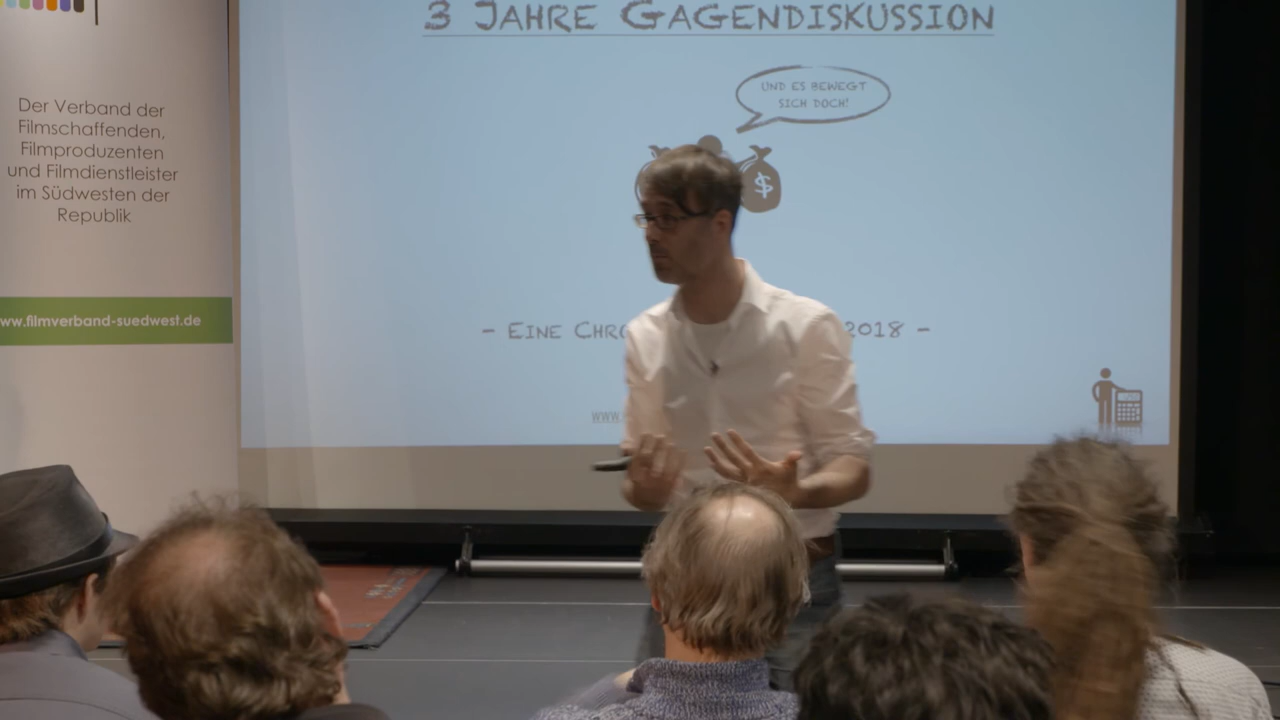 3 JAHRE GAGENDISKUSSION
UND ES BEWEGT
SICH DOCH!
Der Verband der
Filmschaffenden,
Filmproduzenten
und Filmdienstleister
im Südwesten der
Republik
www.filmverband-suedwest.de
- EINE 2018 -
www.
$